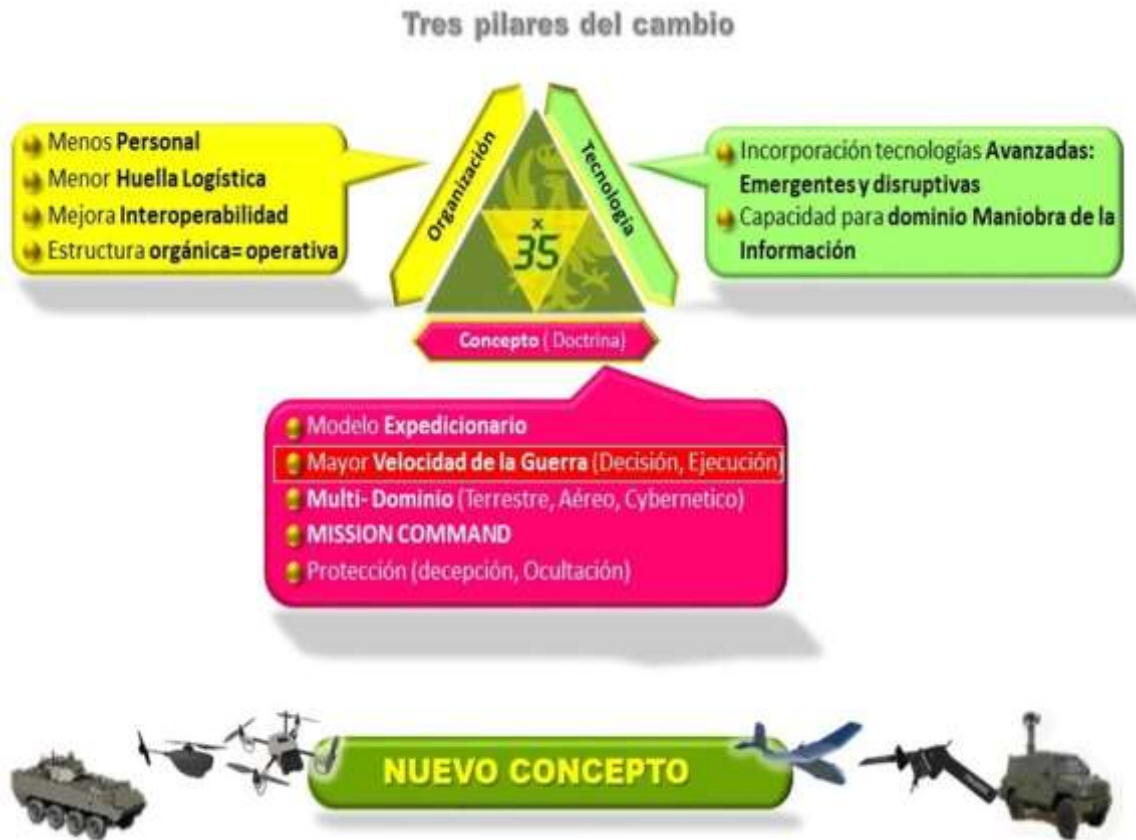 Tres pilares del cambio
Menos Personal
Menor Huella Logística
Mejora Interoperabilidad
Estructura orgánica= operativa
Organización
Tecnología
x
35
Incorporación tecnologías Avanzadas:
Emergentes y disruptivas
Capacidad para dominio Maniobra de la
Información
Concepto ( Doctrina)
Modelo Expedicionario
Mayor Velocidad de la Guerra (Decisión, Ejecución)
Multi- Dominio (Terrestre, Aéreo, Cybernetico)
MISSION COMMAND
Protección (decepción, Ocultación)
NUEVO CONCEPTO